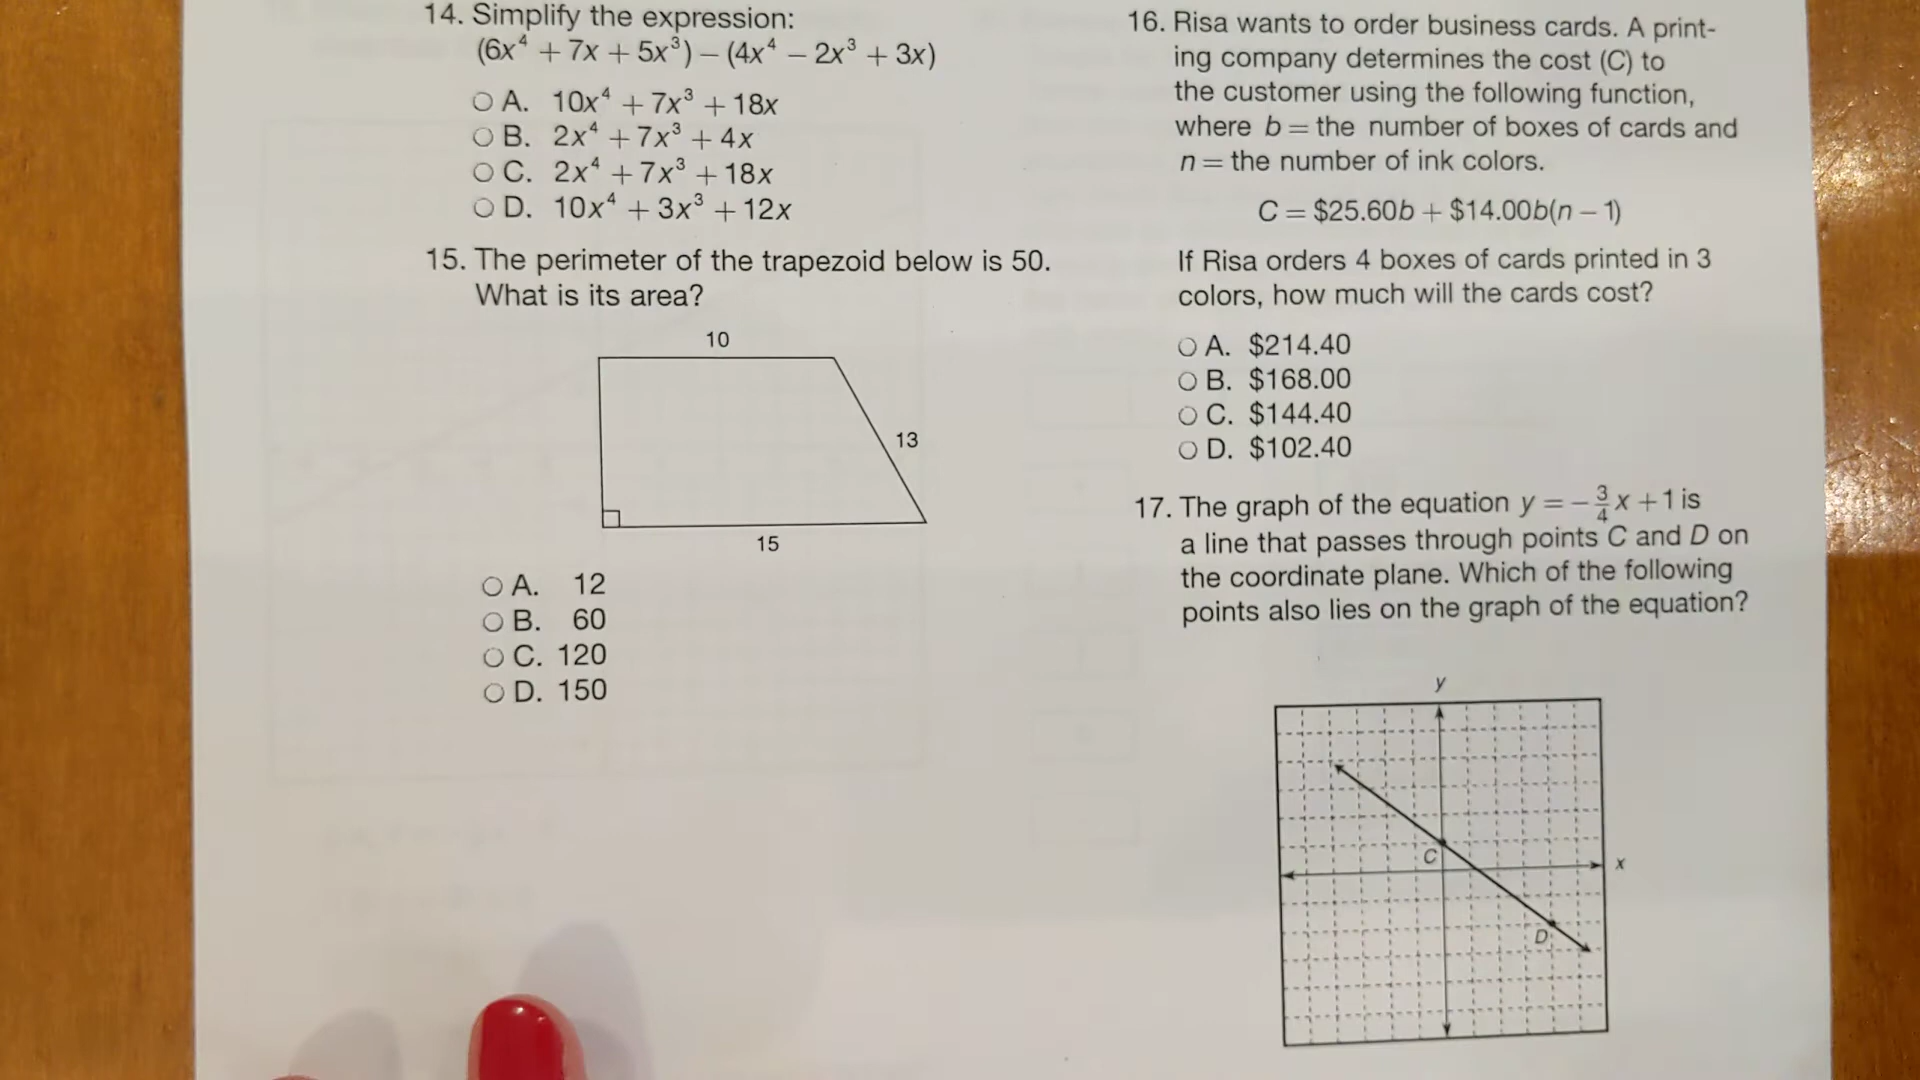 14. Simplify the expression:
(6x⁴ + 7x + 5x³) – (4x⁴ – 2x³ + 3x)
A. 10x⁴ + 7x³ + 18x
B. 2x⁴ + 7x³ + 4x
C. 2x⁴ + 7x³ + 18x
D. 10x⁴ + 3x³ + 12x
15. The perimeter of the trapezoid below is 50.
What is its area?
10
13
15
A. 12
B. 60
C. 120
D. 150
16. Risa wants to order business cards. A print-
ing company determines the cost (C) to
the customer using the following function,
where b = the number of boxes of cards and
n = the number of ink colors.
C = $25.60b + $14.00b(n – 1)
If Risa orders 4 boxes of cards printed in 3
colors, how much will the cards cost?
A. $214.40
B. $168.00
C. $144.40
D. $102.40
17. The graph of the equation y = –3/4x + 1 is
a line that passes through points C and D on
the coordinate plane. Which of the following
points also lies on the graph of the equation?
y
C
x
D